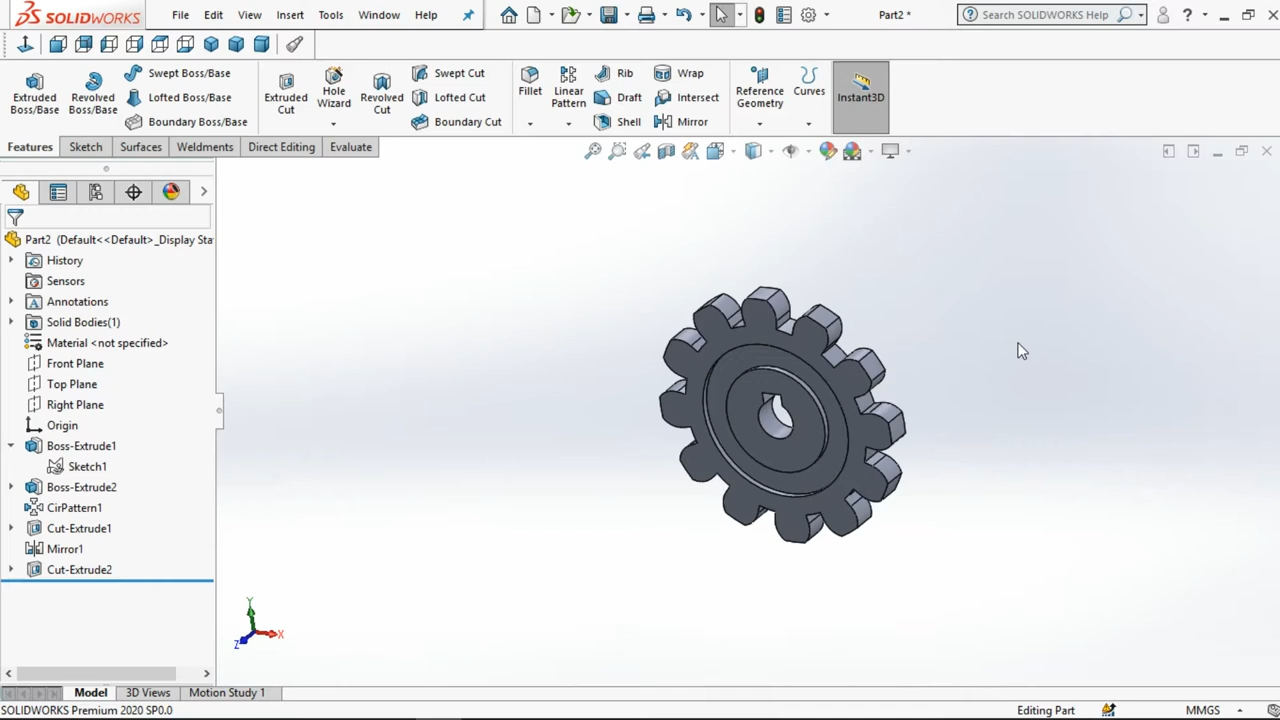 SOLIDWORKS File Edit View Insert Tools Window Help Part2 * Search SOLIDWORKS Help ?
Extruded Boss/Base Revolved Boss/Base Swept Boss/Base Lofted Boss/Base Boundary Boss/Base Extruded Cut Hole Wizard Revolved Cut Swept Cut Lofted Cut Boundary Cut Fillet Linear Pattern Rib Draft Shell Wrap Intersect Mirror Reference Geometry Curves Instant3D
Features Sketch Surfaces Weldments Direct Editing Evaluate
Part2 (Default<<Default>_Display Sta
History
Sensors
Annotations
Solid Bodies(1)
Material <not specified>
Front Plane
Top Plane
Right Plane
Origin
Boss-Extrude1
Sketch1
Boss-Extrude2
CirPattern1
Cut-Extrude1
Mirror1
Cut-Extrude2
Y
Z X
Model 3D Views Motion Study 1
SOLIDWORKS Premium 2020 SP0.0 Editing Part MMGS